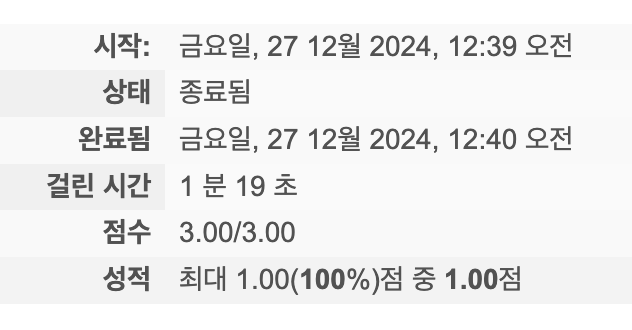 시작: 금요일, 27 12월 2024, 12:39 오전
상태 종료됨
완료됨 금요일, 27 12월 2024, 12:40 오전
걸린 시간 1 분 19 초
점수 3.00/3.00
성적 최대 1.00(100%)점 중 1.00점